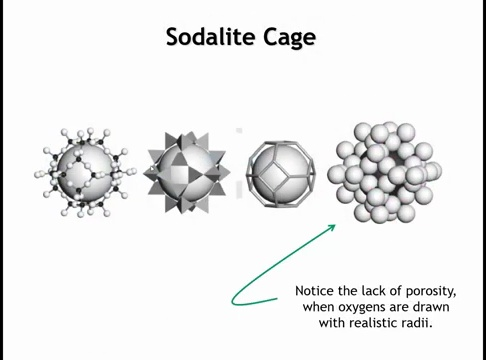 Sodalite Cage
Notice the lack of porosity,
when oxygens are drawn
with realistic radii.